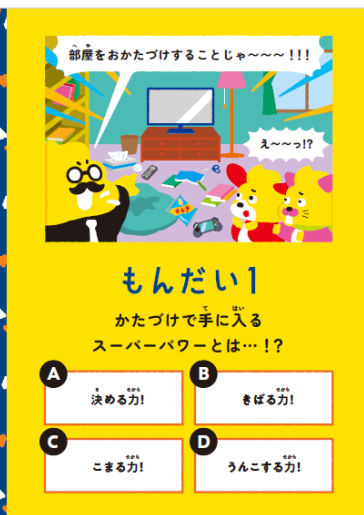 部屋をおかたづけすることじゃ〜〜〜!!!
え〜〜っ!?
もんだい1
かたづけで手に入る
スーパーパワーとは…!?
A 決める力!
B きばる力!
C こまる力!
D うんこする力!